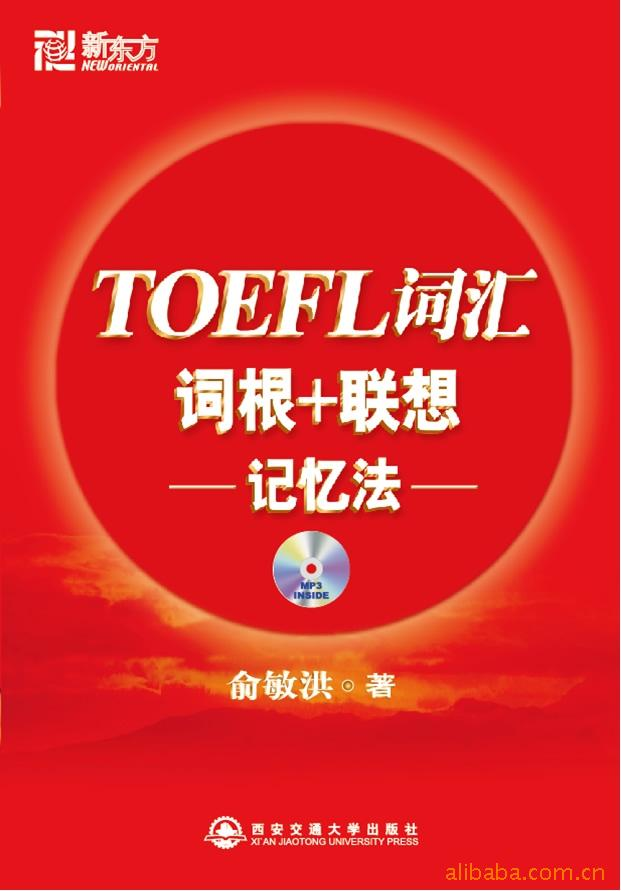 新东方
NEW ORIENTAL
TOEFL词汇
词根+联想
记忆法
MP3
INSIDE
俞敏洪◎著
西安交通大学出版社
XI'AN JIAOTONG UNIVERSITY PRESS
alibaba.com.cn